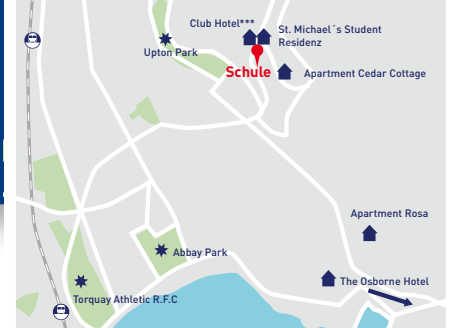 Club Hotel***
St. Michael´s Student
Residenz
Upton Park
Schule
Apartment Cedar Cottage
Apartment Rosa
Abbay Park
The Osborne Hotel
Torquay Athletic R.F.C